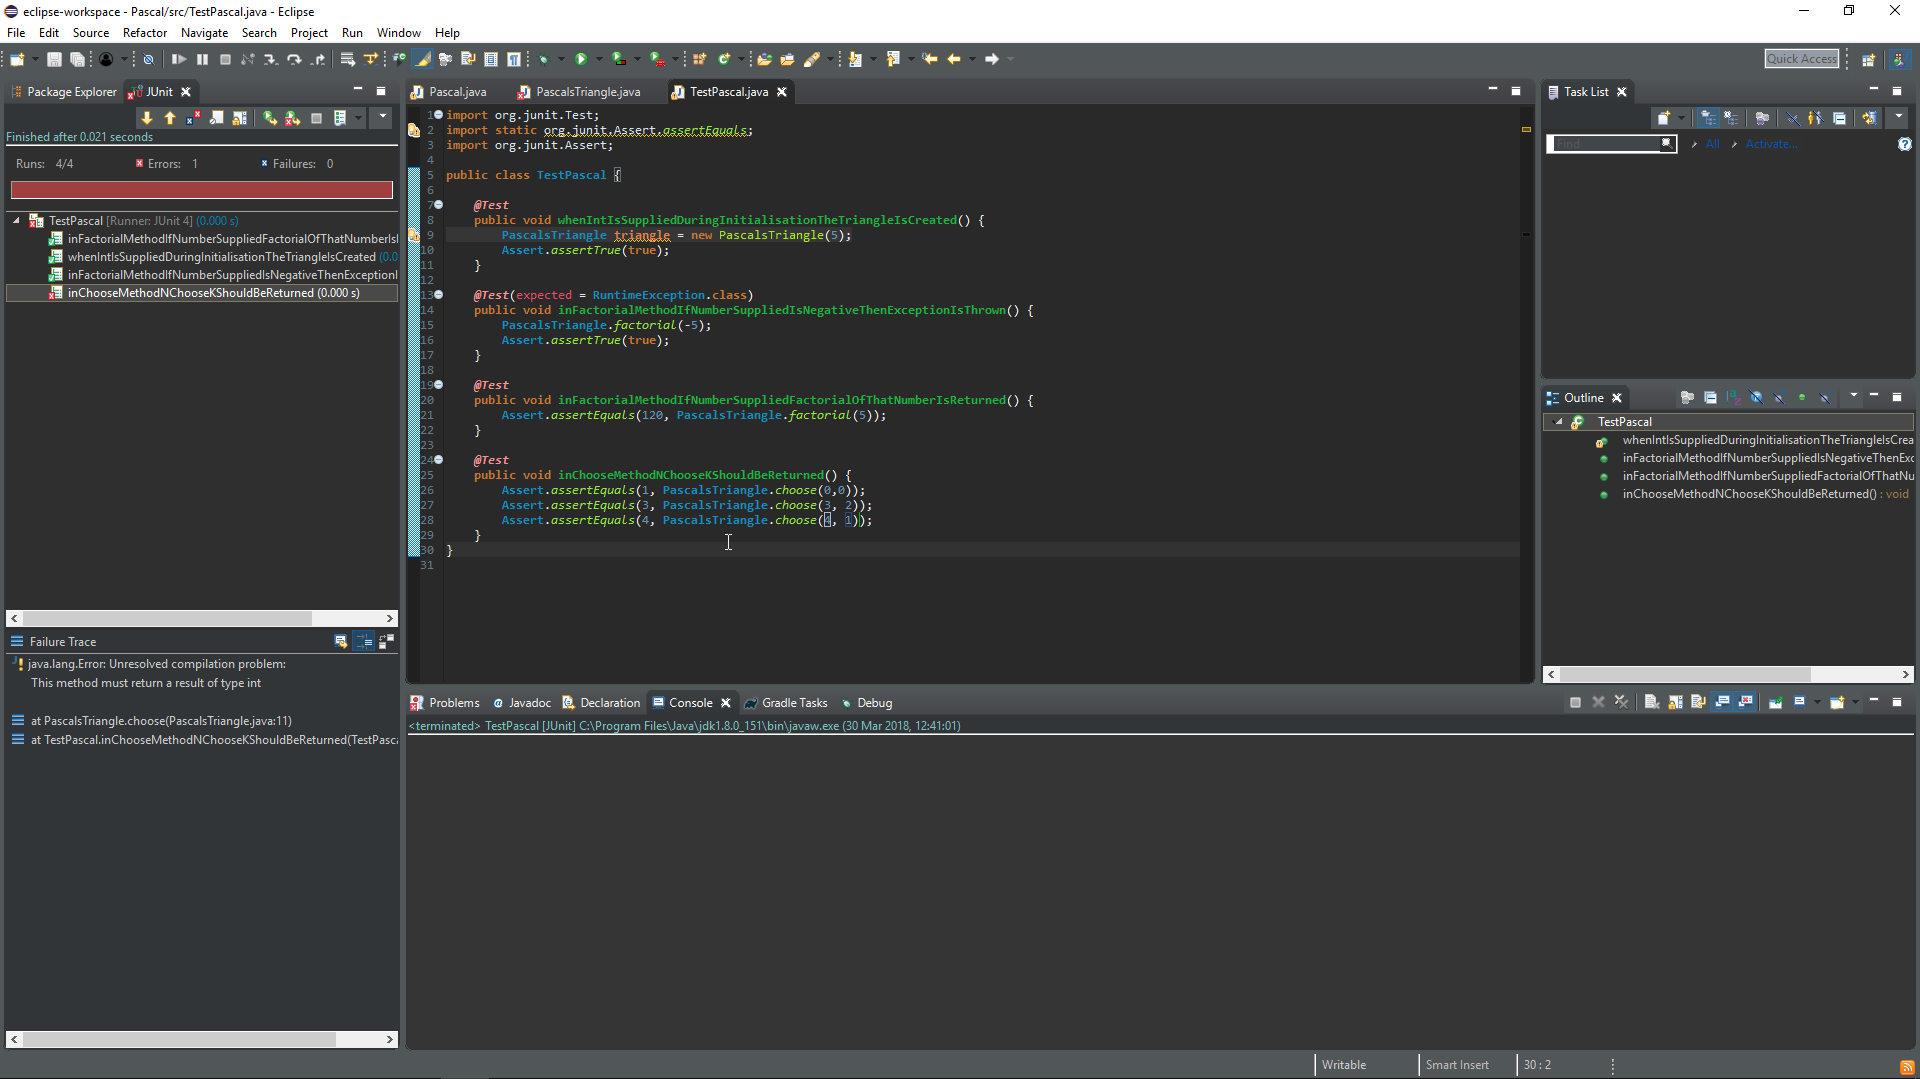 eclipse-workspace - Pascal/src/TestPascal.java - Eclipse
File Edit Source Refactor Navigate Search Project Run Window Help
Quick Access
Package Explorer JUnit
Finished after 0.021 seconds
Runs: 4/4 Errors: 1 Failures: 0
TestPascal [Runner: JUnit 4] (0.000 s)
inFactorialMethodIfNumberSuppliedFactorialOfThatNumberIs
whenIntIsSuppliedDuringInitialisationTheTriangleIsCreated (0.0
inFactorialMethodIfNumberSuppliedIsNegativeThenExceptionI
inChooseMethodNChooseKShouldBeReturned (0.000 s)
Failure Trace
java.lang.Error: Unresolved compilation problem:
This method must return a result of type int
at PascalsTriangle.choose(PascalsTriangle.java:11)
at TestPascal.inChooseMethodNChooseKShouldBeReturned(TestPasca
Pascal.java PascalsTriangle.java TestPascal.java
1 import org.junit.Test;
2 import static org.junit.Assert.assertEquals;
3 import org.junit.Assert;
4
5 public class TestPascal {
6
7 @Test
8 public void whenIntIsSuppliedDuringInitialisationTheTriangleIsCreated() {
9 PascalsTriangle triangle = new PascalsTriangle(5);
10 Assert.assertTrue(true);
11 }
12
13 @Test(expected = RuntimeException.class)
14 public void inFactorialMethodIfNumberSuppliedIsNegativeThenExceptionIsThrown() {
15 PascalsTriangle.factorial(-5);
16 Assert.assertTrue(true);
17 }
18
19 @Test
20 public void inFactorialMethodIfNumberSuppliedFactorialOfThatNumberIsReturned() {
21 Assert.assertEquals(120, PascalsTriangle.factorial(5));
22 }
23
24 @Test
25 public void inChooseMethodNChooseKShouldBeReturned() {
26 Assert.assertEquals(1, PascalsTriangle.choose(0,0));
27 Assert.assertEquals(3, PascalsTriangle.choose(3, 2));
28 Assert.assertEquals(4, PascalsTriangle.choose(4, 1));
29 }
30 }
31
Problems Javadoc Declaration Console Gradle Tasks Debug
<terminated> TestPascal [JUnit] C:\Program Files\Java\jdk1.8.0_151\bin\javaw.exe (30 Mar 2018, 12:41:01)
Task List
Find All Activate...
Outline
TestPascal
whenIntIsSuppliedDuringInitialisationTheTriangleIsCrea
inFactorialMethodIfNumberSuppliedIsNegativeThenExc
inFactorialMethodIfNumberSuppliedFactorialOfThatNu
inChooseMethodNChooseKShouldBeReturned() : void
Writable Smart Insert 30 : 2